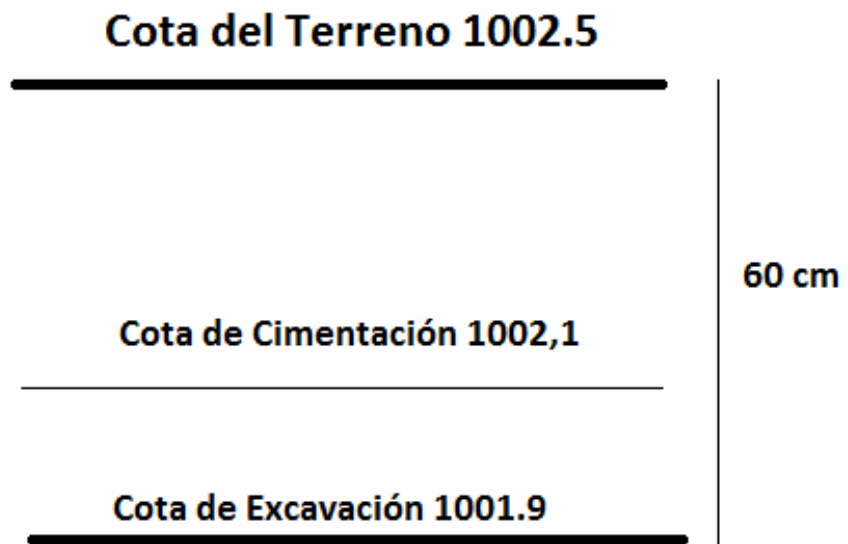 Cota del Terreno 1002.5
60 cm
Cota de Cimentación 1002,1
Cota de Excavación 1001.9